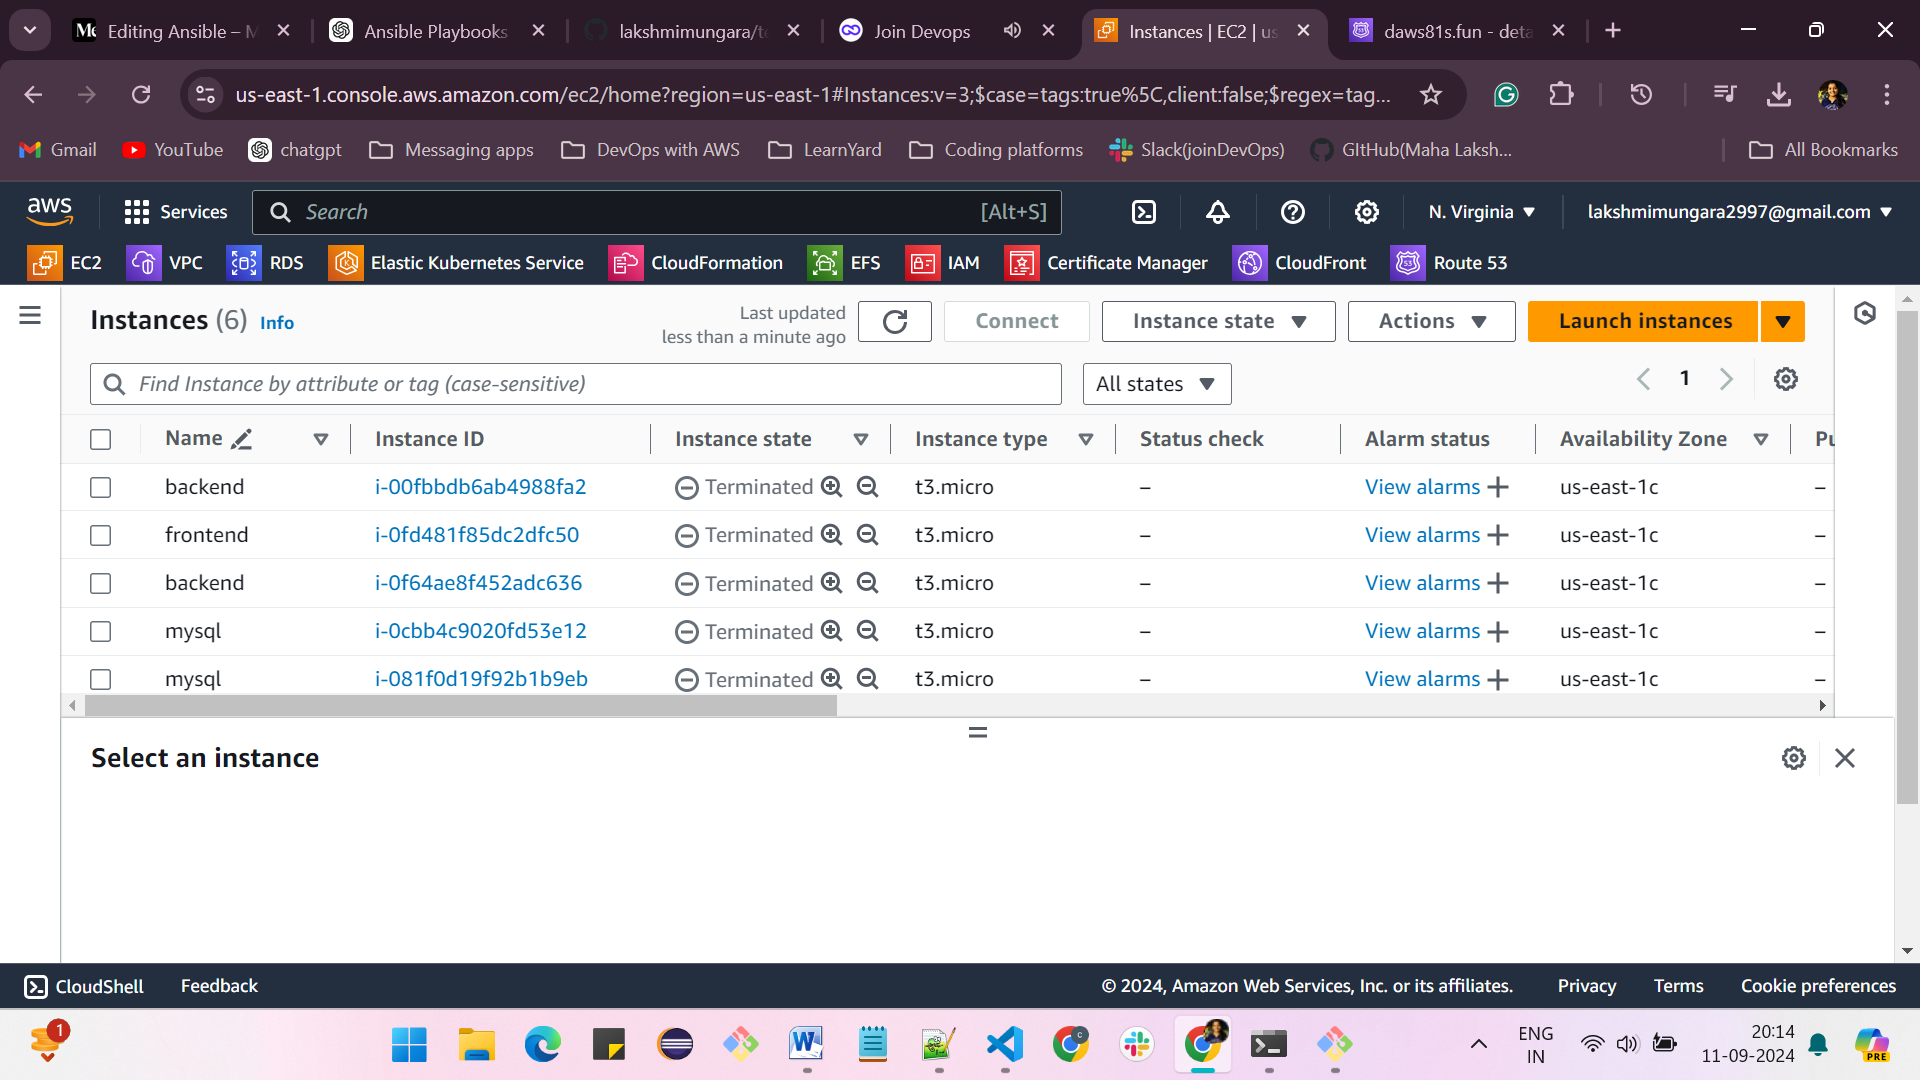 Editing Ansible – M
Ansible Playbooks
lakshmimungara/te
Join Devops
Instances | EC2 | us
daws81s.fun - deta
us-east-1.console.aws.amazon.com/ec2/home?region=us-east-1#Instances:v=3;$case=tags:true%5C,client:false;$regex=tag...
Gmail
YouTube
chatgpt
Messaging apps
DevOps with AWS
LearnYard
Coding platforms
Slack(joinDevOps)
GItHub(Maha Laksh...
All Bookmarks
aws
Services
Search
[Alt+S]
N. Virginia
lakshmimungara2997@gmail.com
EC2
VPC
RDS
Elastic Kubernetes Service
CloudFormation
EFS
IAM
Certificate Manager
CloudFront
Route 53
Instances (6) Info
Last updated
less than a minute ago
Connect
Instance state
Actions
Launch instances
Find Instance by attribute or tag (case-sensitive)
All states
1
Name Instance ID Instance state Instance type Status check Alarm status Availability Zone Pu
backend i-00fbbdb6ab4988fa2 Terminated t3.micro – View alarms us-east-1c –
frontend i-0fd481f85dc2dfc50 Terminated t3.micro – View alarms us-east-1c –
backend i-0f64ae8f452adc636 Terminated t3.micro – View alarms us-east-1c –
mysql i-0cbb4c9020fd53e12 Terminated t3.micro – View alarms us-east-1c –
mysql i-081f0d19f92b1b9eb Terminated t3.micro – View alarms us-east-1c –
Select an instance
CloudShell
Feedback
© 2024, Amazon Web Services, Inc. or its affiliates.
Privacy
Terms
Cookie preferences
1
ENG
IN
20:14
11-09-2024
PRE